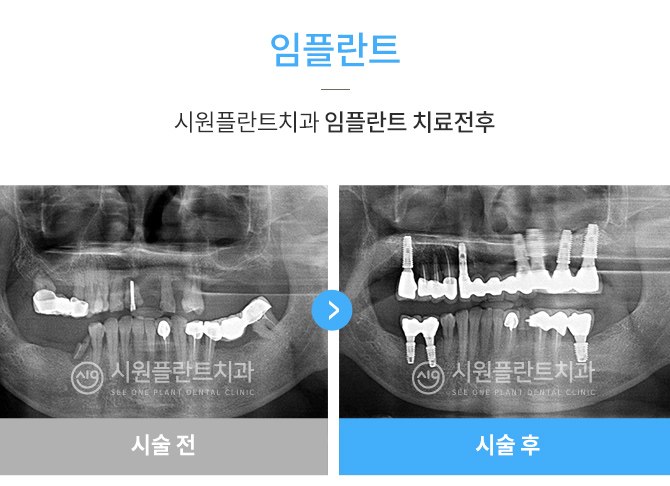 임플란트
시원플란트치과 임플란트 치료전후
시원플란트치과
SEE ONE PLANT DENTAL CLINIC
시원플란트치과
SEE ONE PLANT DENTAL CLINIC
시술 전
시술 후